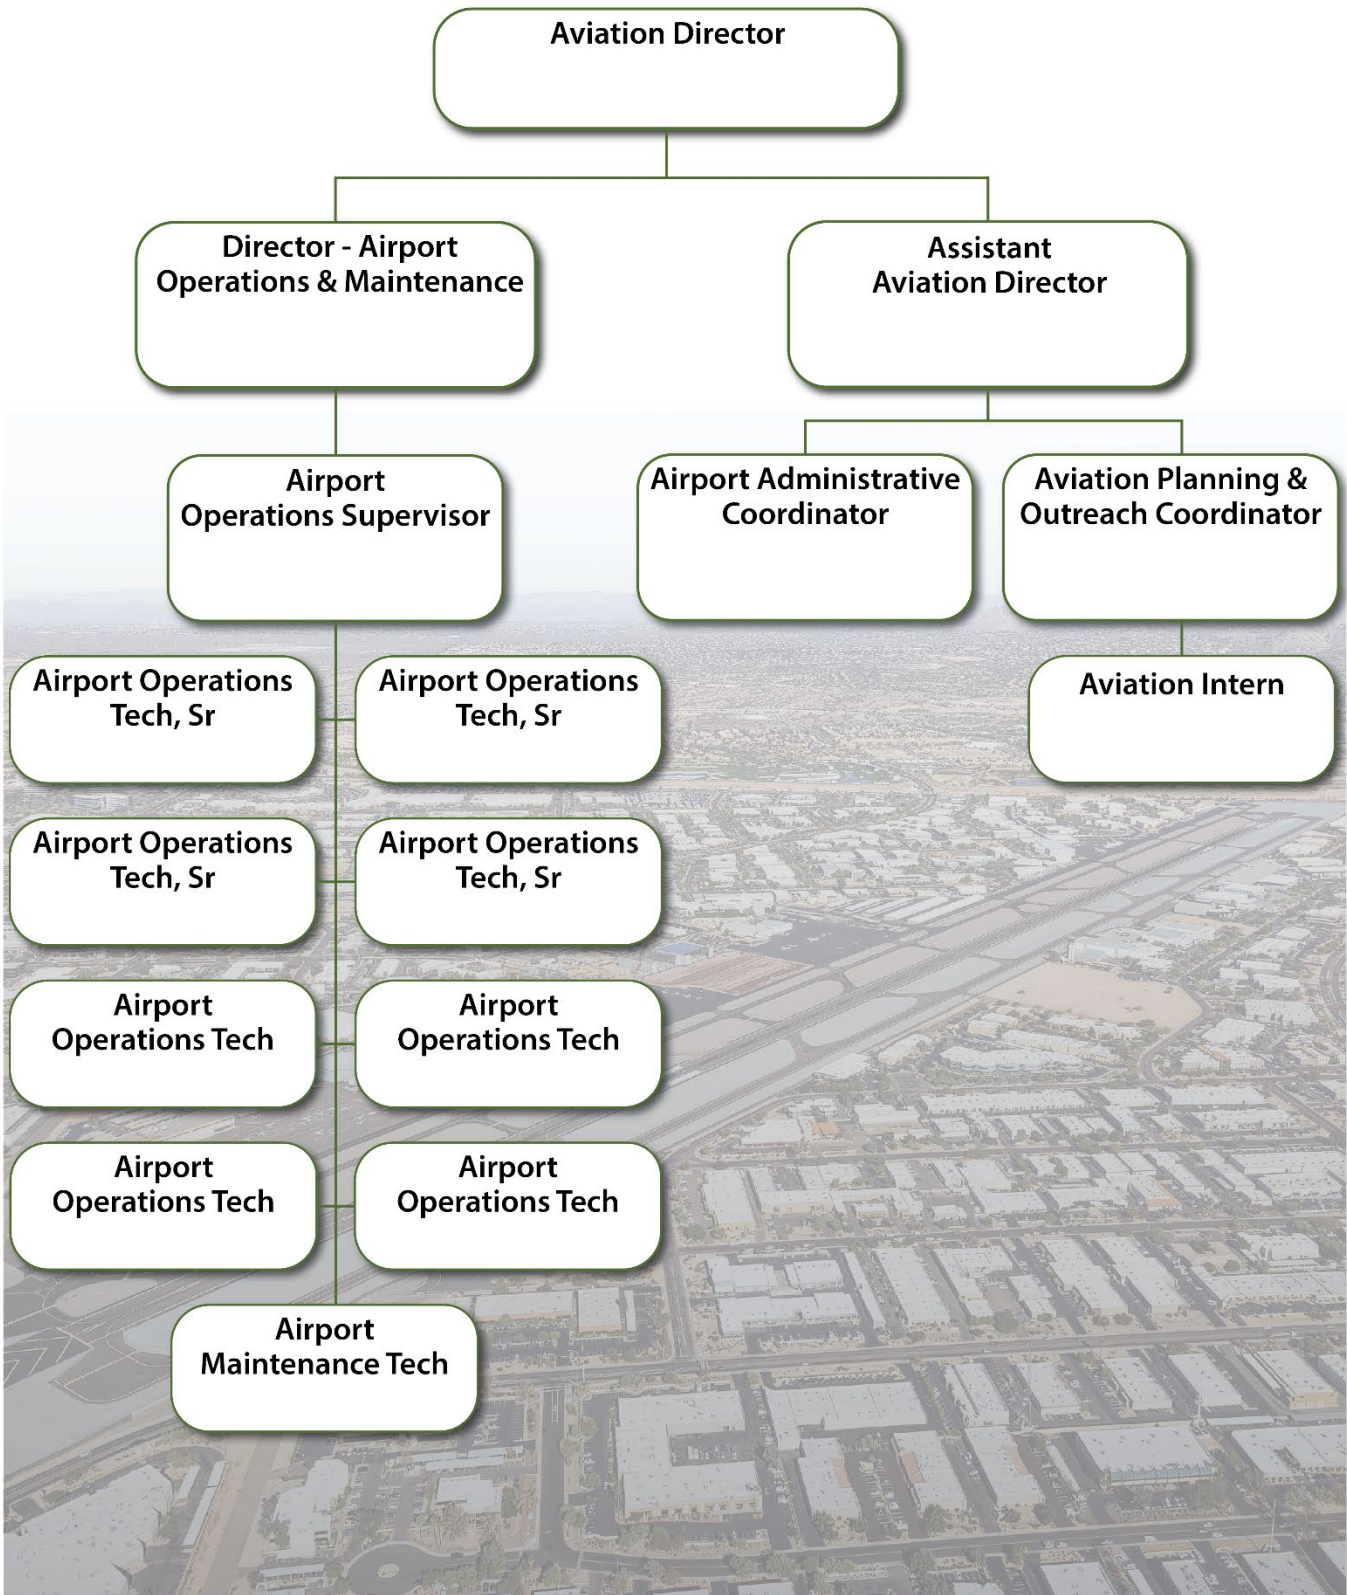 Aviation Director
Director - Airport
Operations & Maintenance
Assistant
Aviation Director
Airport
Operations Supervisor
Airport Administrative
Coordinator
Aviation Planning &
Outreach Coordinator
Airport Operations
Tech, Sr
Airport Operations
Tech, Sr
Aviation Intern
Airport Operations
Tech, Sr
Airport Operations
Tech, Sr
Airport
Operations Tech
Airport
Operations Tech
Airport
Operations Tech
Airport
Operations Tech
Airport
Maintenance Tech